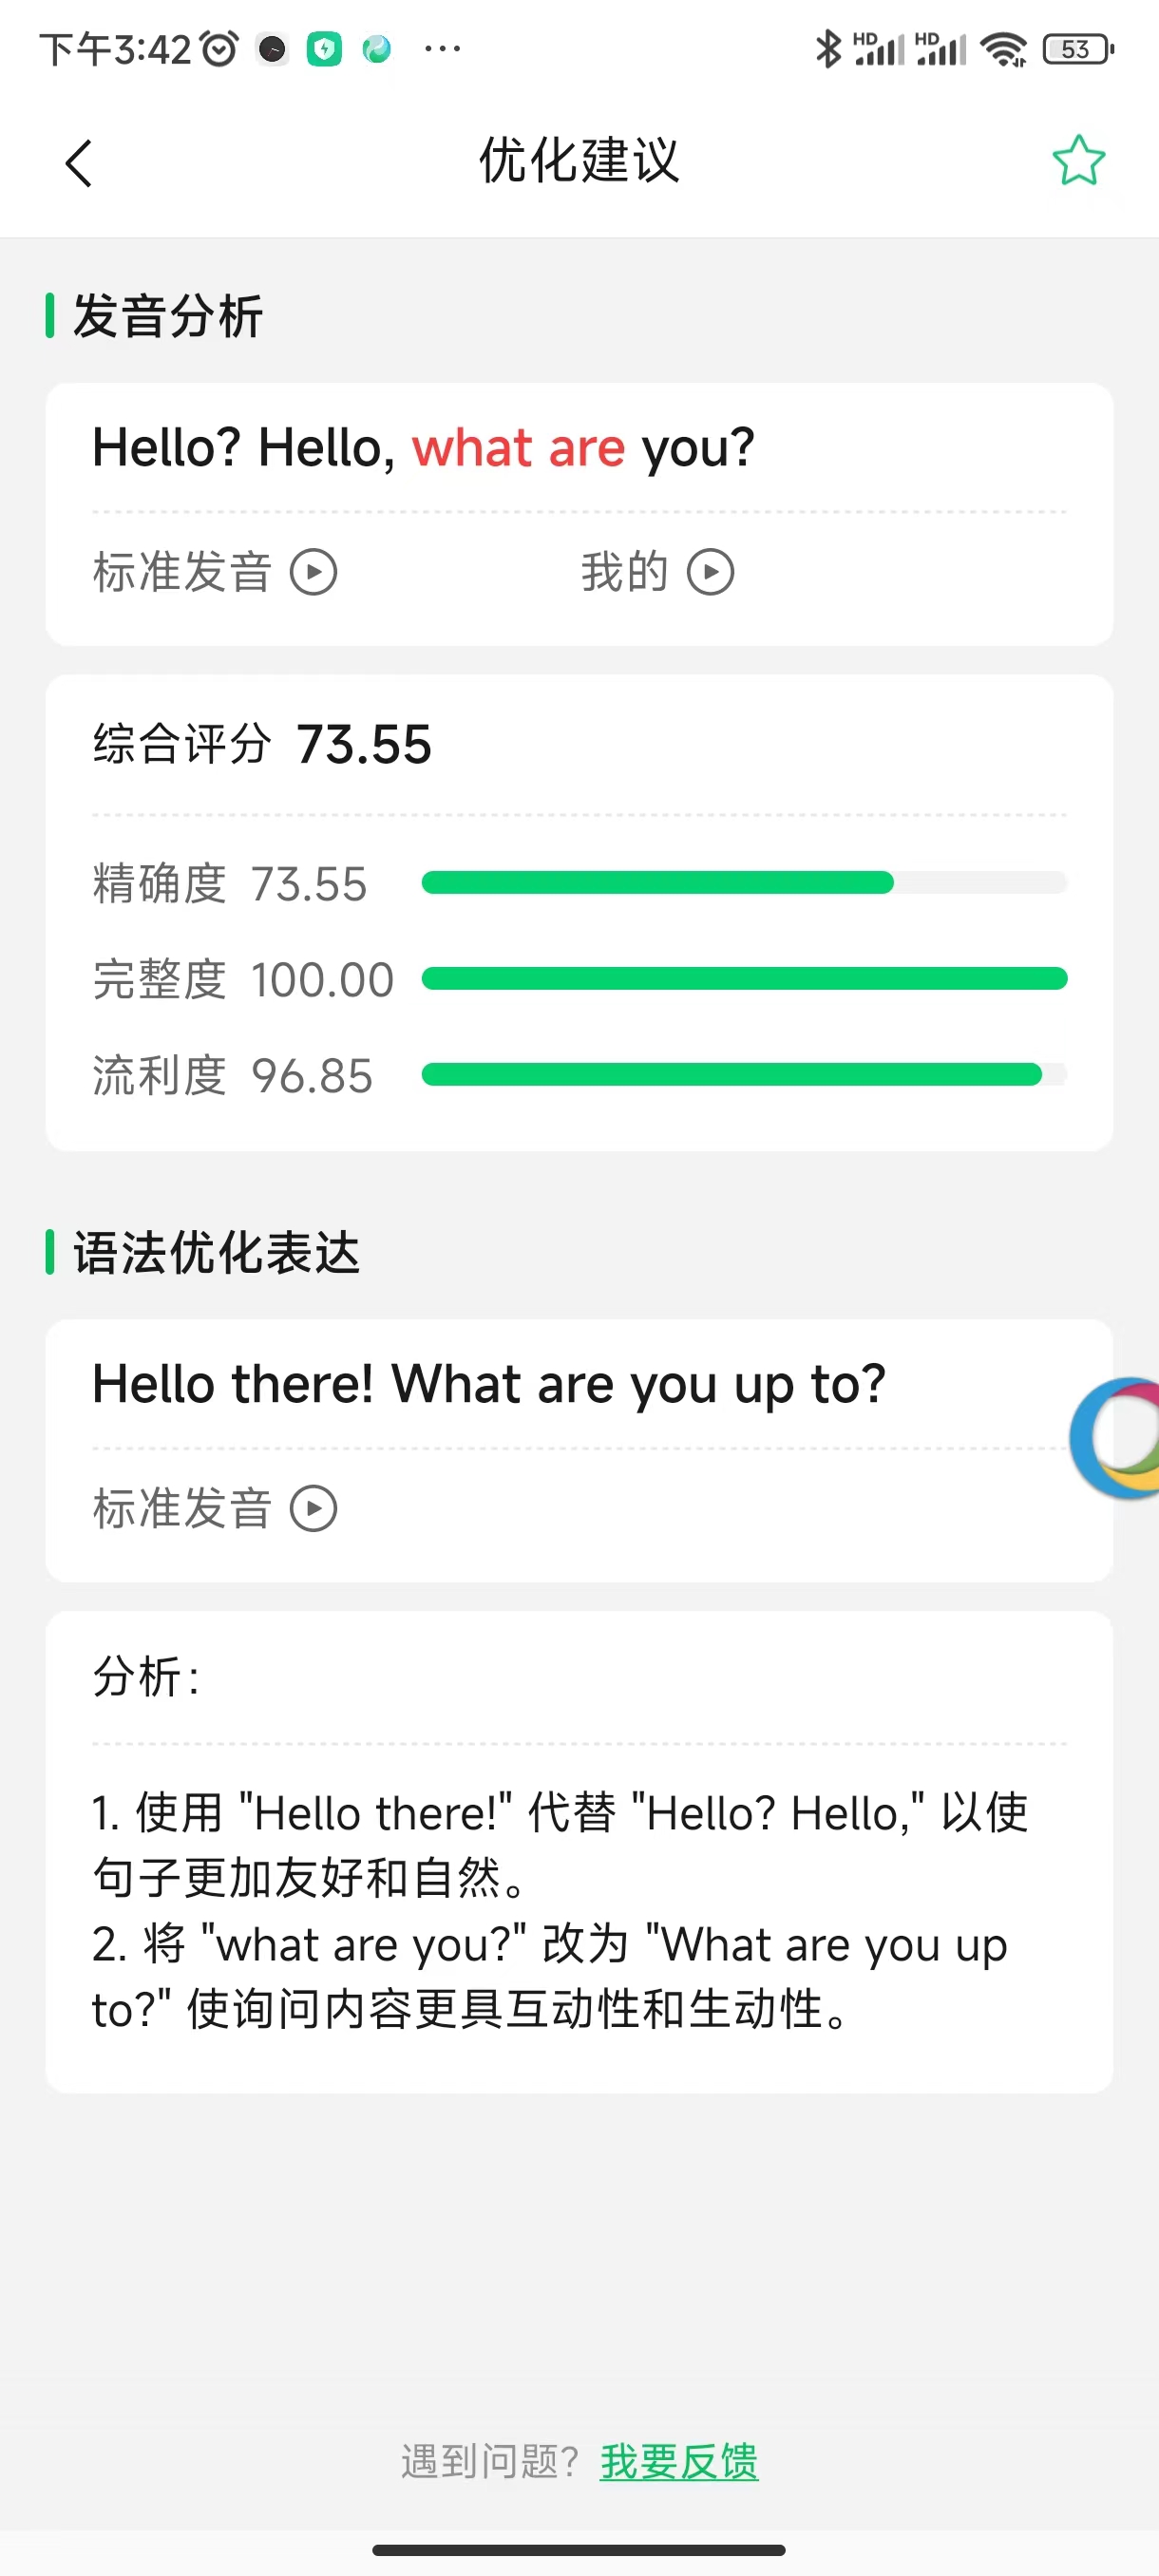 下午3:42 HD HD 53
优化建议
发音分析
Hello? Hello, what are you?
标准发音 我的
综合评分 73.55
精确度 73.55
完整度 100.00
流利度 96.85
语法优化表达
Hello there! What are you up to?
标准发音
分析:
1. 使用 "Hello there!" 代替 "Hello? Hello," 以使
句子更加友好和自然。
2. 将 "what are you?" 改为 "What are you up
to?" 使询问内容更具互动性和生动性。
遇到问题? 我要反馈